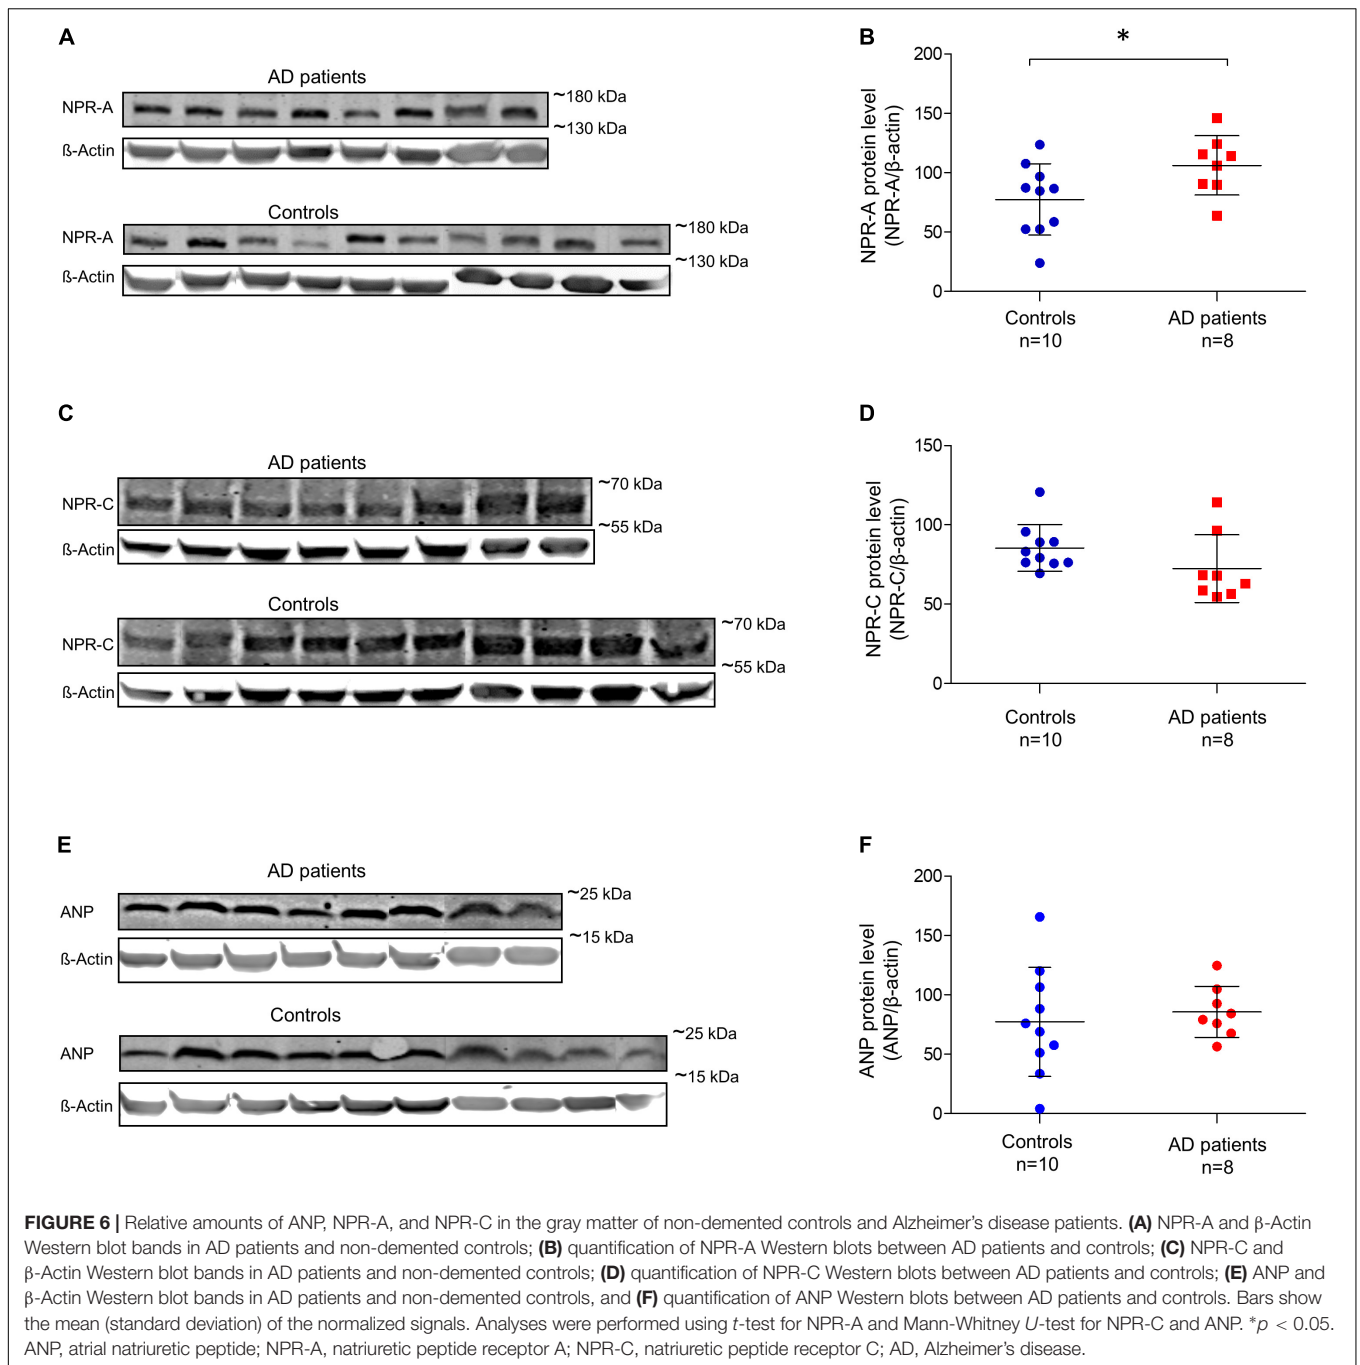 A
AD patients
NPR-A
~180 kDa
~130 kDa
ß-Actin
Controls
NPR-A
~180 kDa
~130 kDa
ß-Actin
B
*
NPR-A protein level
(NPR-A/β-actin)
200
150
100
50
0
Controls
n=10
AD patients
n=8
C
AD patients
NPR-C
~70 kDa
~55 kDa
ß-Actin
Controls
NPR-C
~70 kDa
~55 kDa
ß-Actin
D
NPR-C protein level
(NPR-C/β-actin)
150
100
50
0
Controls
n=10
AD patients
n=8
E
AD patients
ANP
~25 kDa
~15 kDa
ß-Actin
Controls
ANP
~25 kDa
~15 kDa
ß-Actin
F
ANP protein level
(ANP/β-actin)
200
150
100
50
0
Controls
n=10
AD patients
n=8
FIGURE 6 | Relative amounts of ANP, NPR-A, and NPR-C in the gray matter of non-demented controls and Alzheimer's disease patients. (A) NPR-A and β-Actin
Western blot bands in AD patients and non-demented controls; (B) quantification of NPR-A Western blots between AD patients and controls; (C) NPR-C and
β-Actin Western blot bands in AD patients and non-demented controls; (D) quantification of NPR-C Western blots between AD patients and controls; (E) ANP and
β-Actin Western blot bands in AD patients and non-demented controls, and (F) quantification of ANP Western blots between AD patients and controls. Bars show
the mean (standard deviation) of the normalized signals. Analyses were performed using t-test for NPR-A and Mann-Whitney U-test for NPR-C and ANP. *p < 0.05.
ANP, atrial natriuretic peptide; NPR-A, natriuretic peptide receptor A; NPR-C, natriuretic peptide receptor C; AD, Alzheimer's disease.